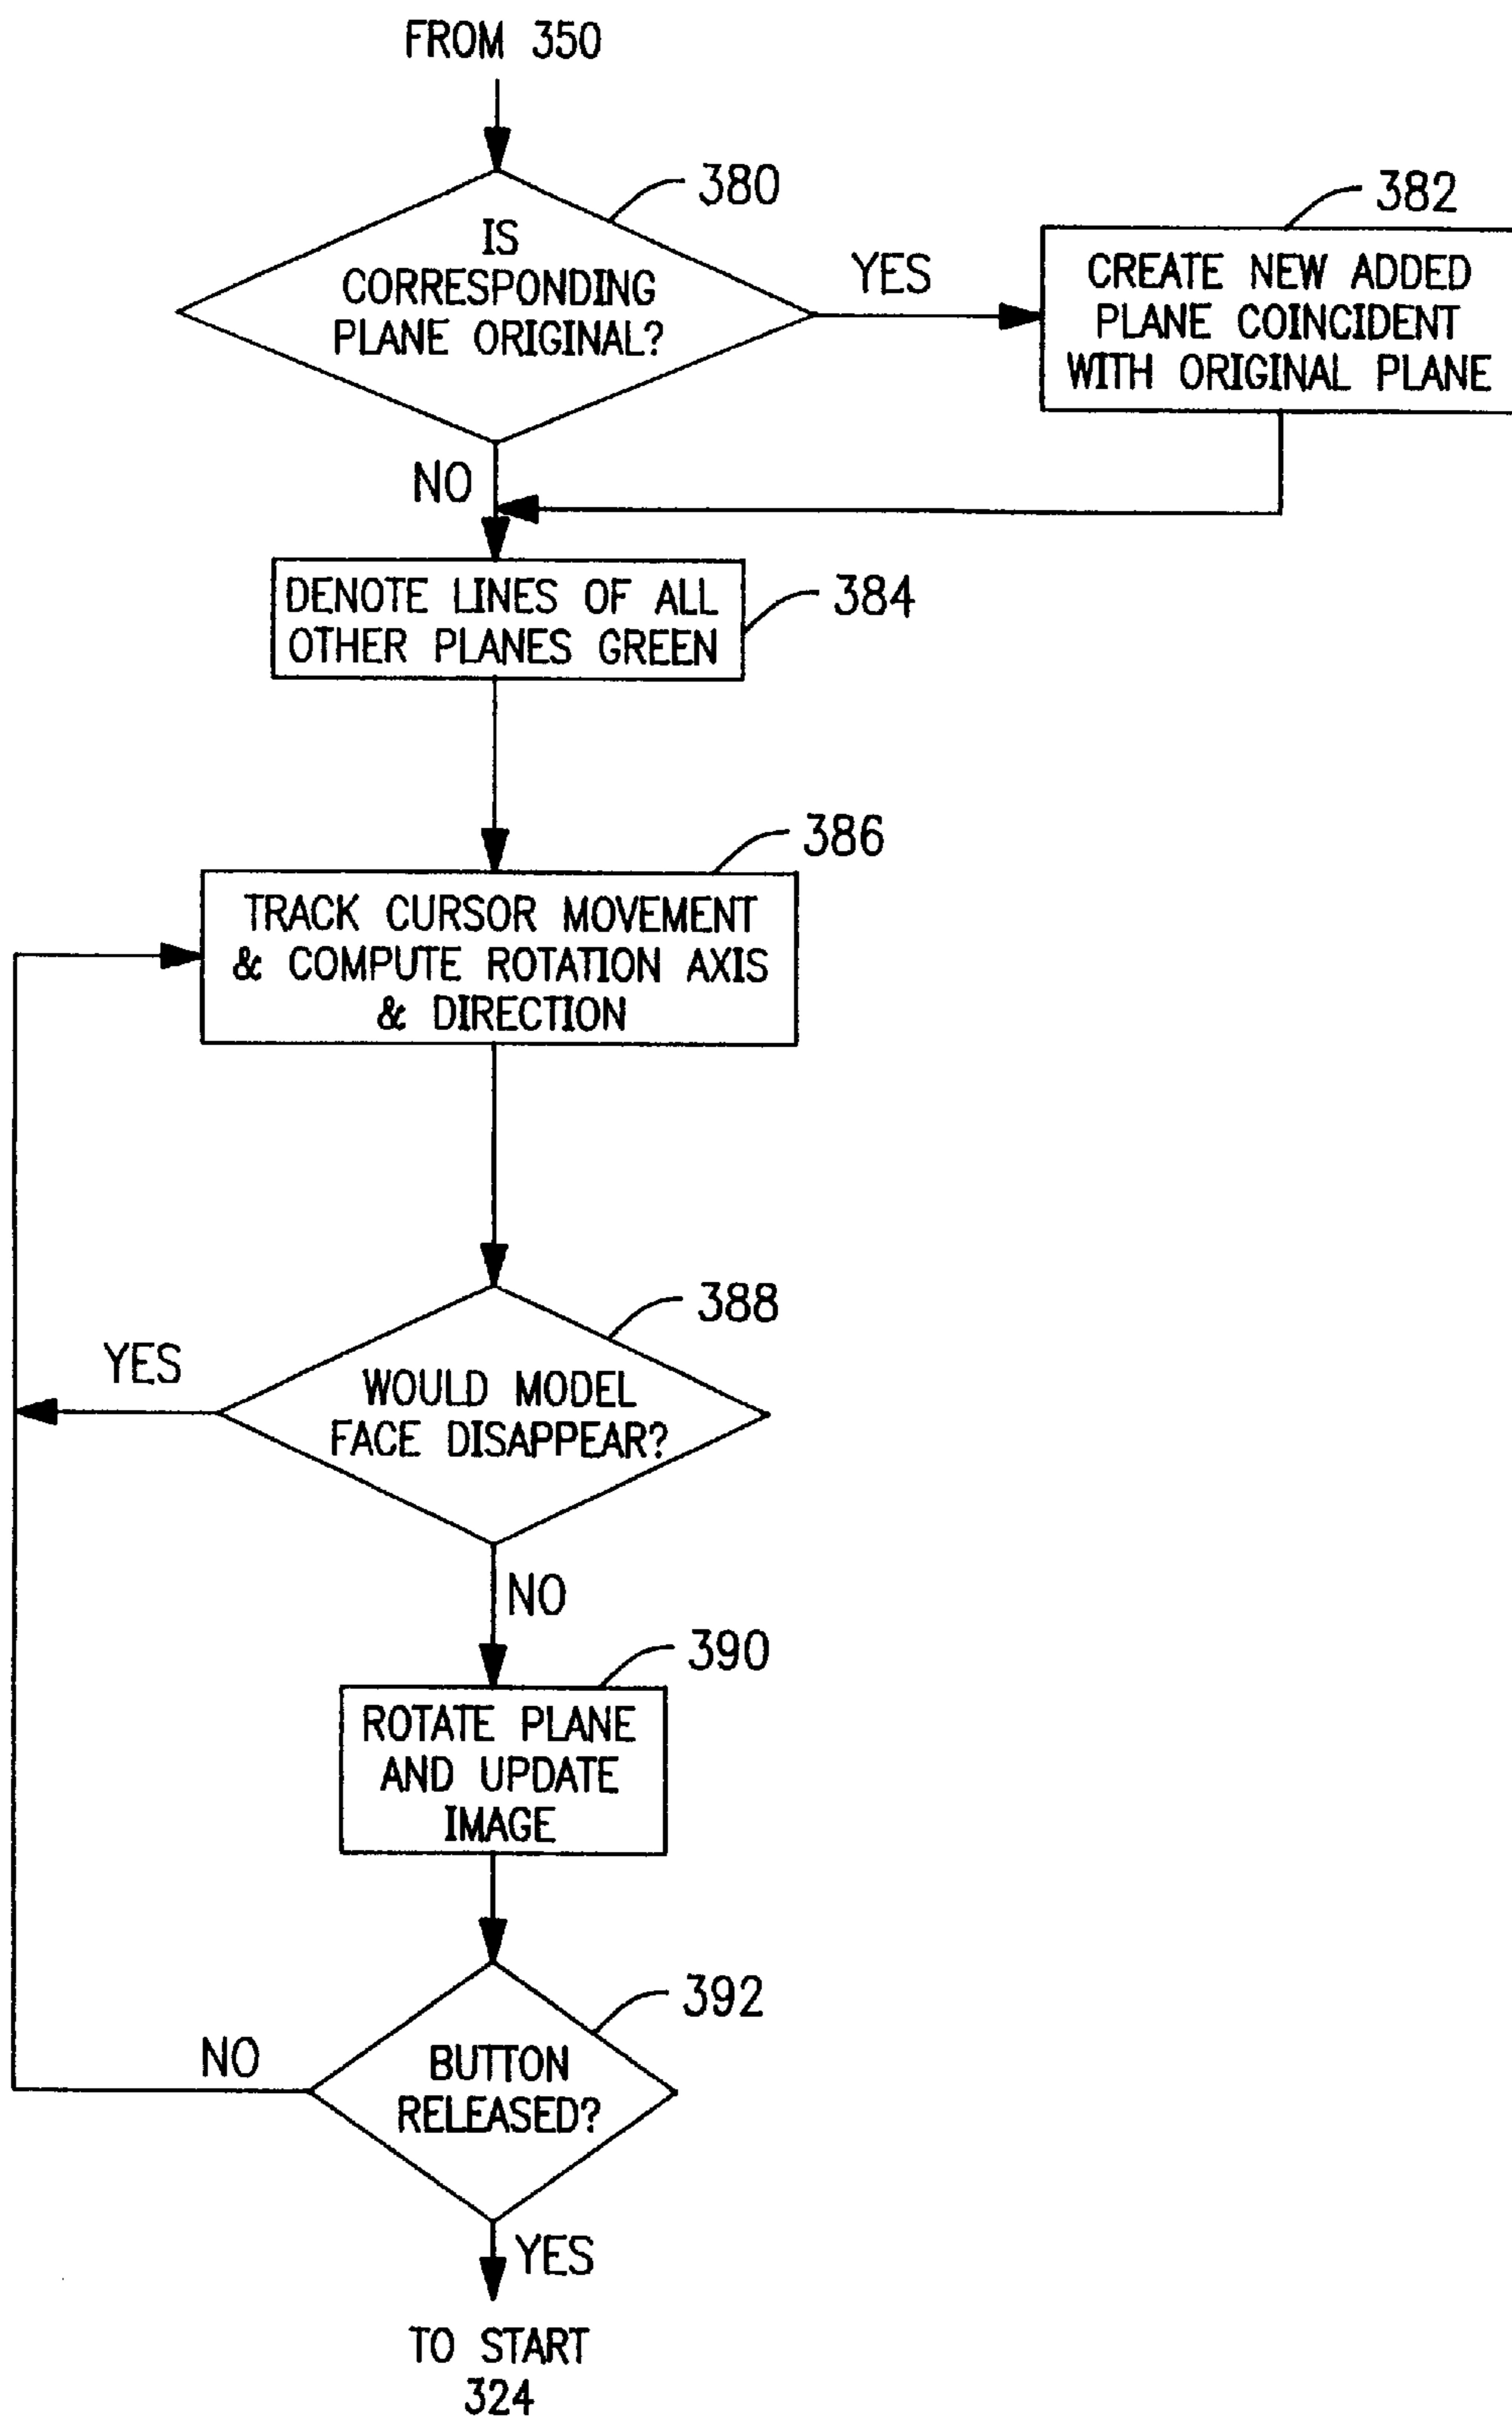 FROM 350
380
IS
CORRESPONDING
PLANE ORIGINAL?
YES
382
CREATE NEW ADDED
PLANE COINCIDENT
WITH ORIGINAL PLANE
NO
DENOTE LINES OF ALL
OTHER PLANES GREEN
384
386
TRACK CURSOR MOVEMENT
& COMPUTE ROTATION AXIS
& DIRECTION
388
YES
WOULD MODEL
FACE DISAPPEAR?
NO
390
ROTATE PLANE
AND UPDATE
IMAGE
392
NO
BUTTON
RELEASED?
YES
TO START
324